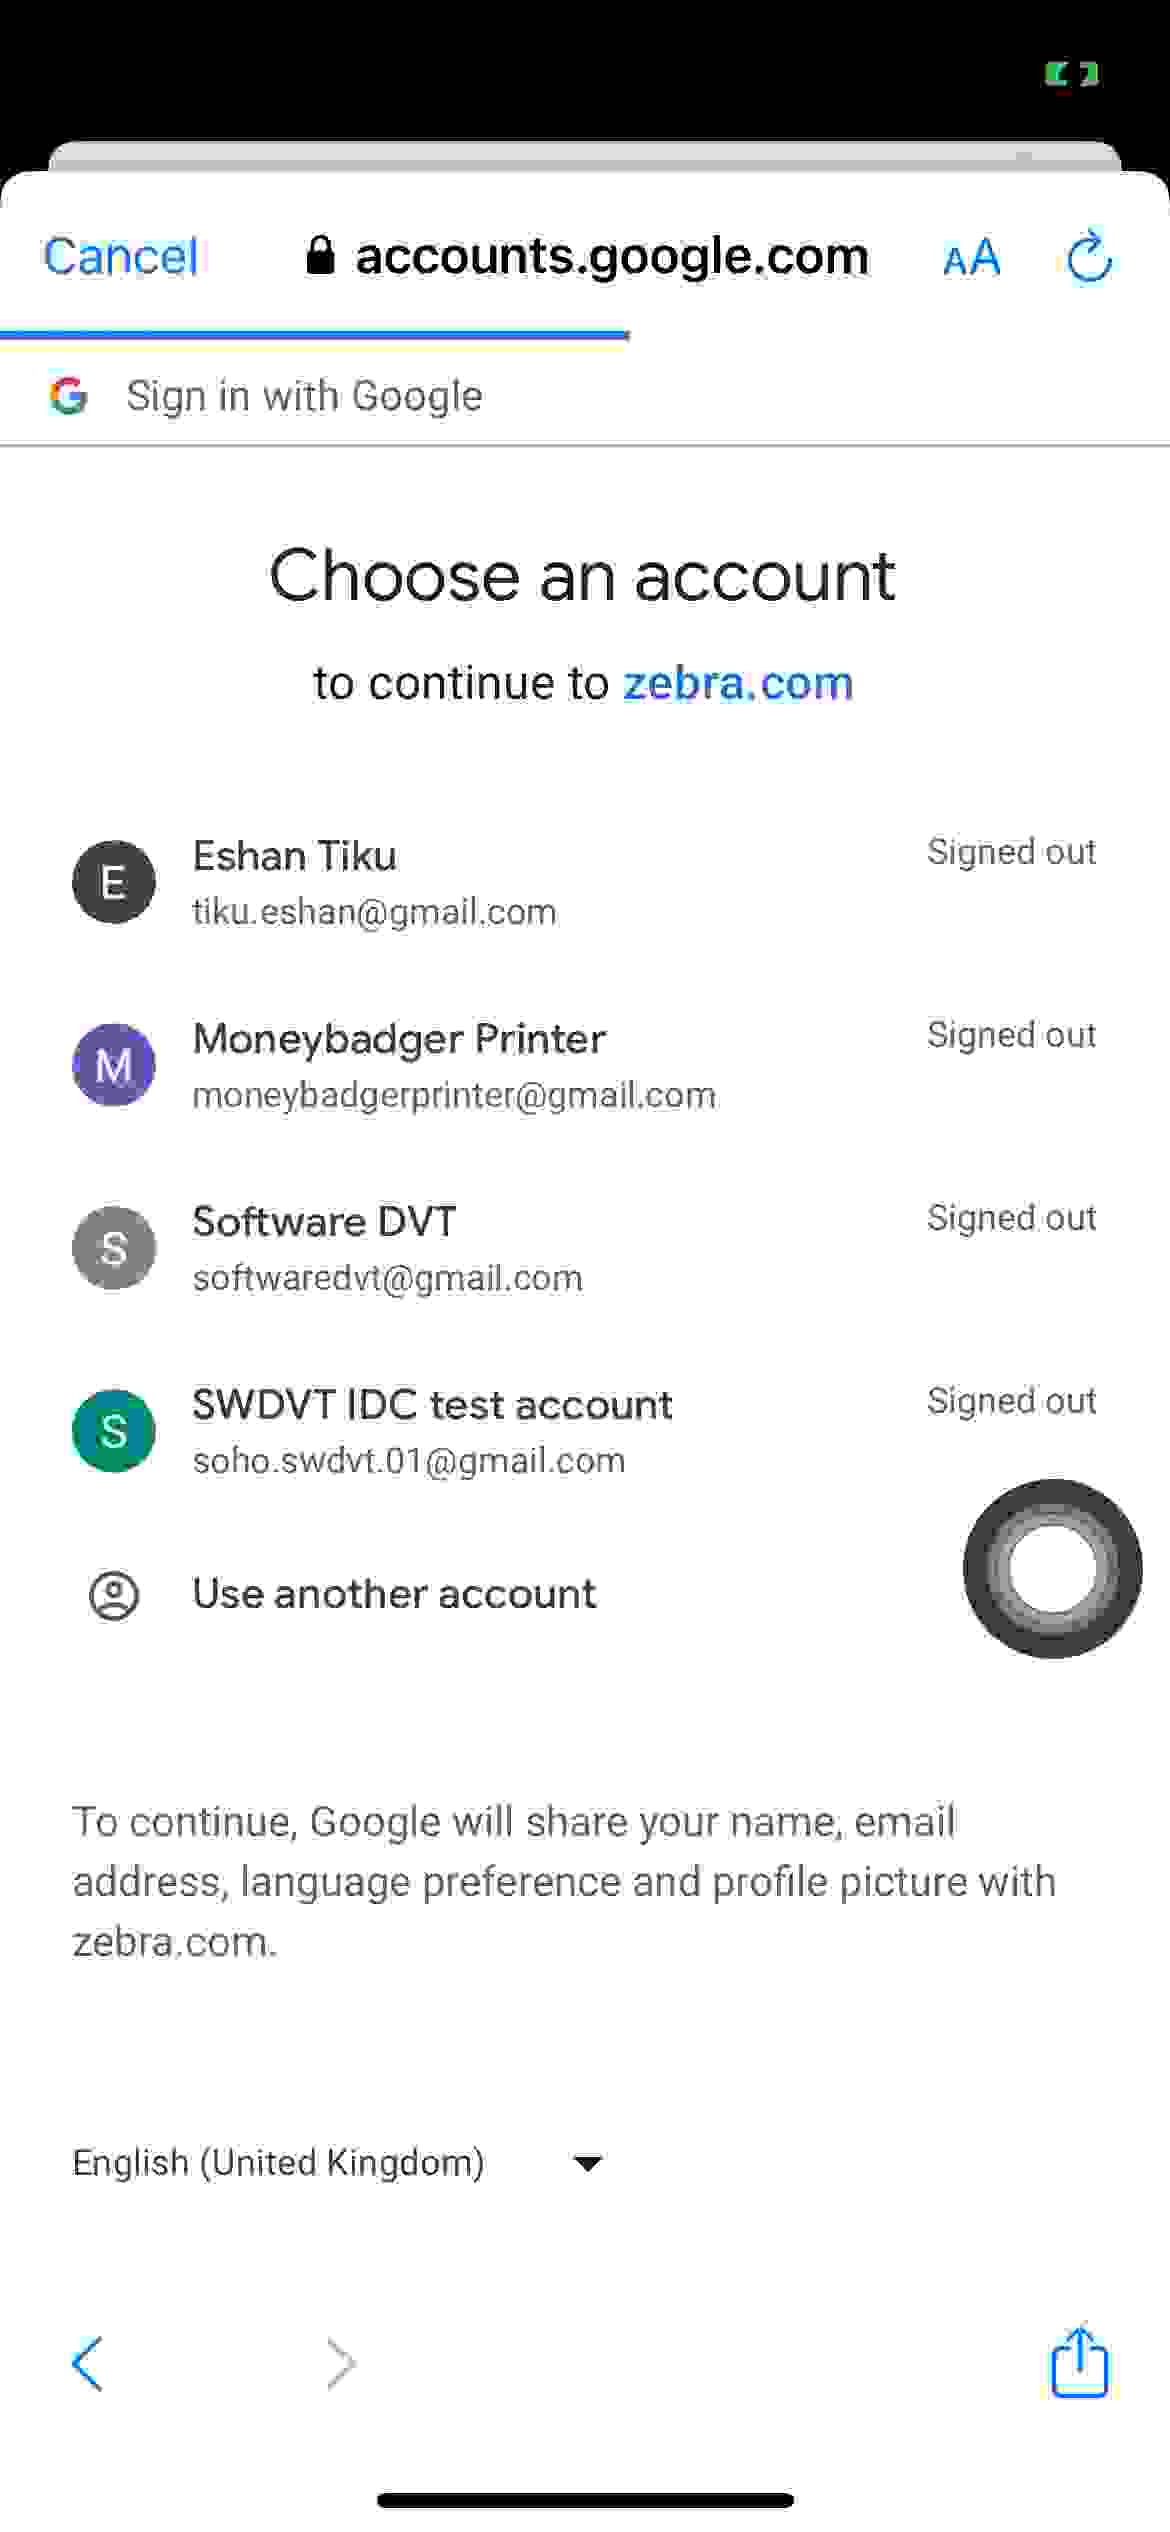 Cancel
accounts.google.com
AA
Sign in with Google
Choose an account
to continue to zebra.com
E
Eshan Tiku
Signed out
tiku.eshan@gmail.com
M
Moneybadger Printer
Signed out
moneybadgerprinter@gmail.com
S
Software DVT
Signed out
softwaredvt@gmail.com
S
SWDVT IDC test account
Signed out
soho.swdvt.01@gmail.com
Use another account
To continue, Google will share your name, email
address, language preference and profile picture with
zebra.com.
English (United Kingdom)